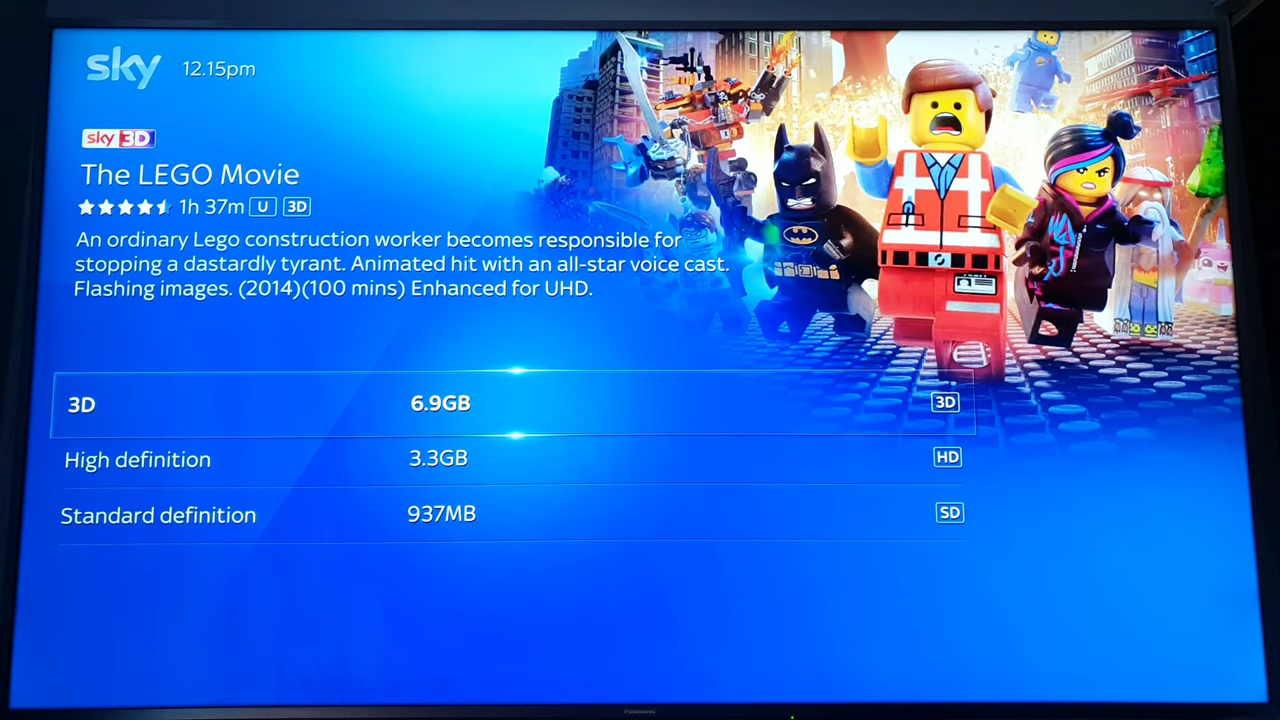 sky 12.15pm
sky 3D
The LEGO Movie
1h 37m U 3D
An ordinary Lego construction worker becomes responsible for
stopping a dastardly tyrant. Animated hit with an all-star voice cast.
Flashing images. (2014)(100 mins) Enhanced for UHD.
3D 6.9GB 3D
High definition 3.3GB HD
Standard definition 937MB SD
Panasonic